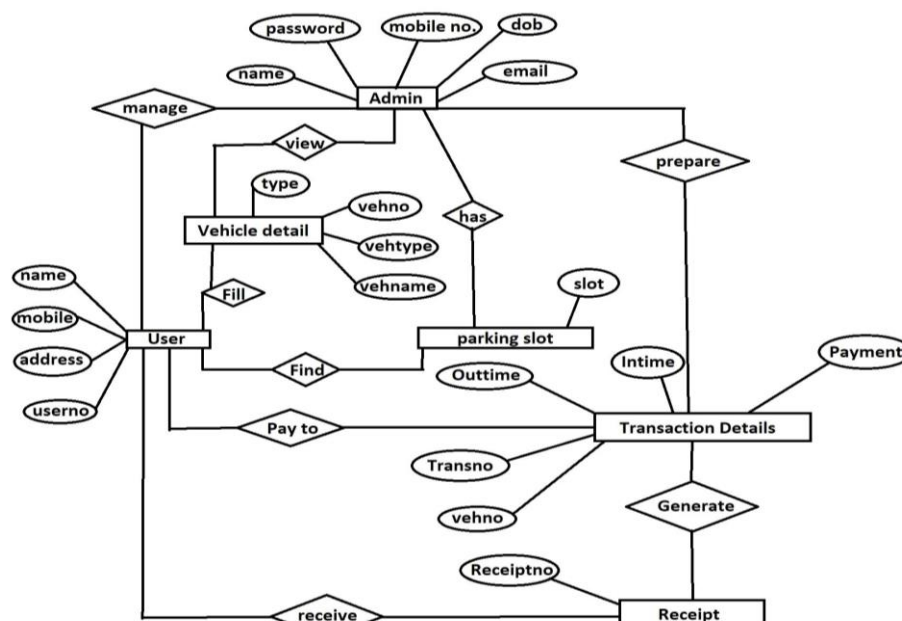 password
mobile no.
dob
name
email
Admin
manage
view
prepare
type
vehno
has
Vehicle detail
vehtype
name
vehname
slot
Fill
mobile
User
parking slot
Intime
Payment
address
Find
Outtime
userno
Pay to
Transaction Details
Transno
vehno
Generate
Receiptno
receive
Receipt